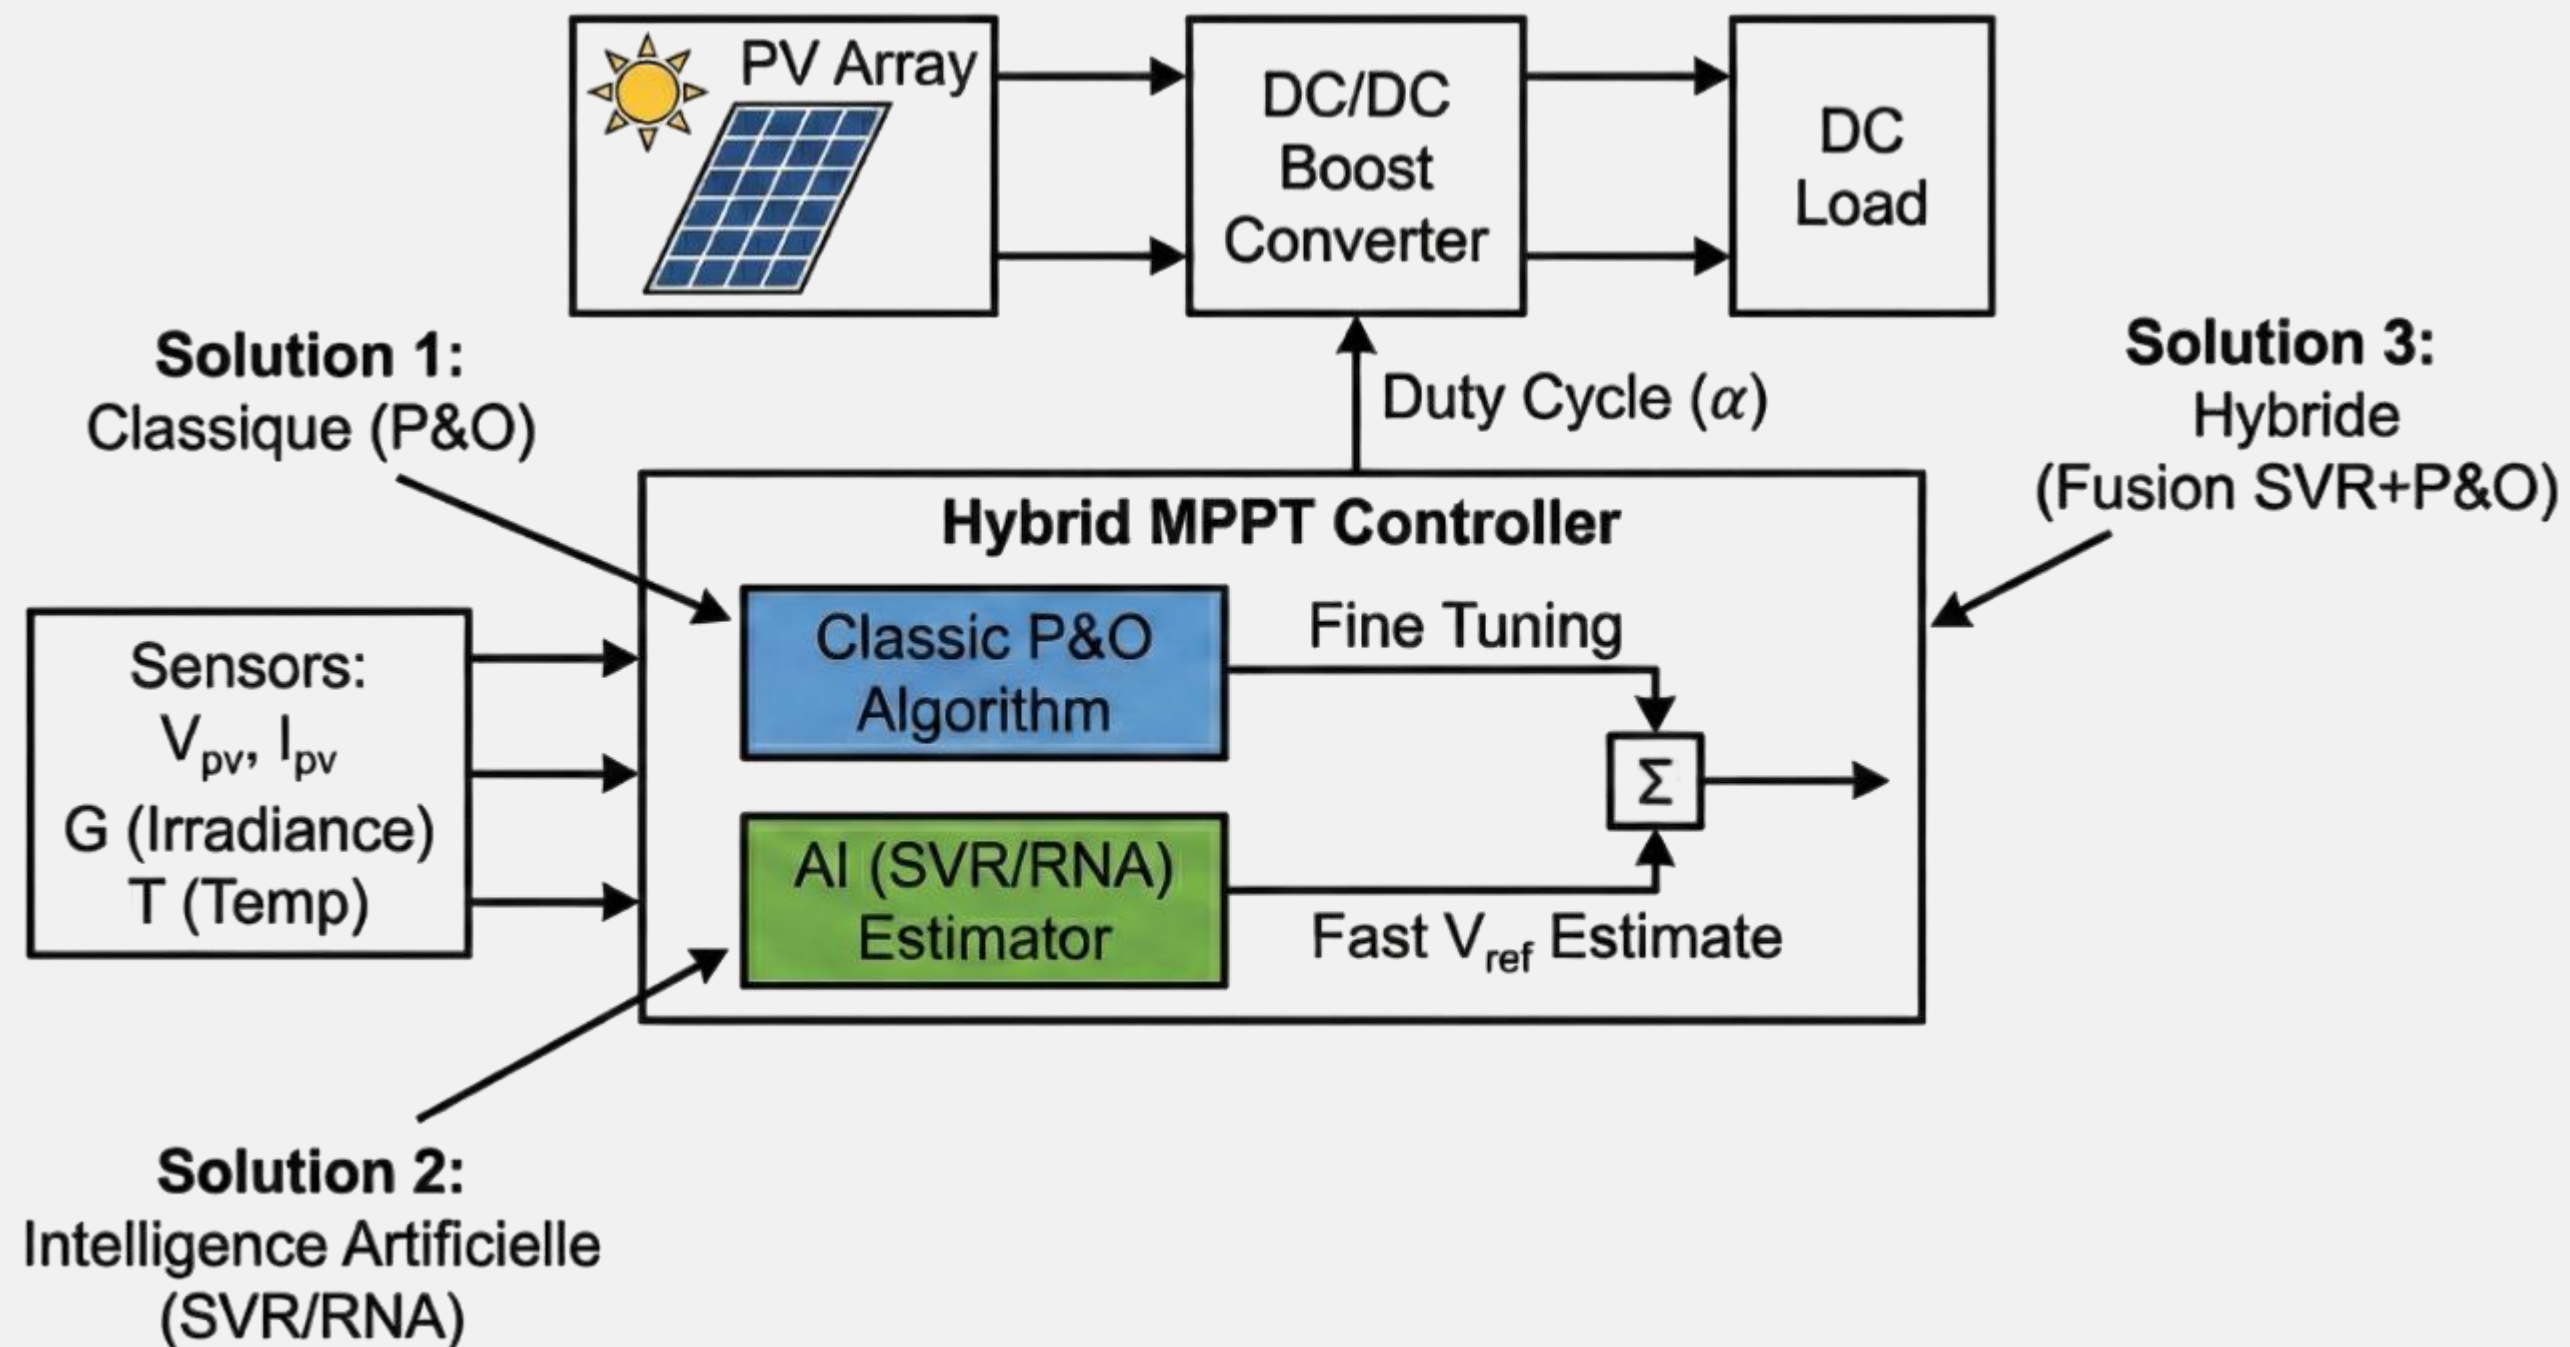 PV Array
DC/DC
Boost
Converter
DC
Load
Solution 1:
Classique (P&O)
Duty Cycle (α)
Solution 3:
Hybride
(Fusion SVR+P&O)
Hybrid MPPT Controller
Sensors:
Vpv, Ipv
G (Irradiance)
T (Temp)
Classic P&O
Algorithm
Fine Tuning
Σ
AI (SVR/RNA)
Estimator
Fast Vref Estimate
Solution 2:
Intelligence Artificielle
(SVR/RNA)